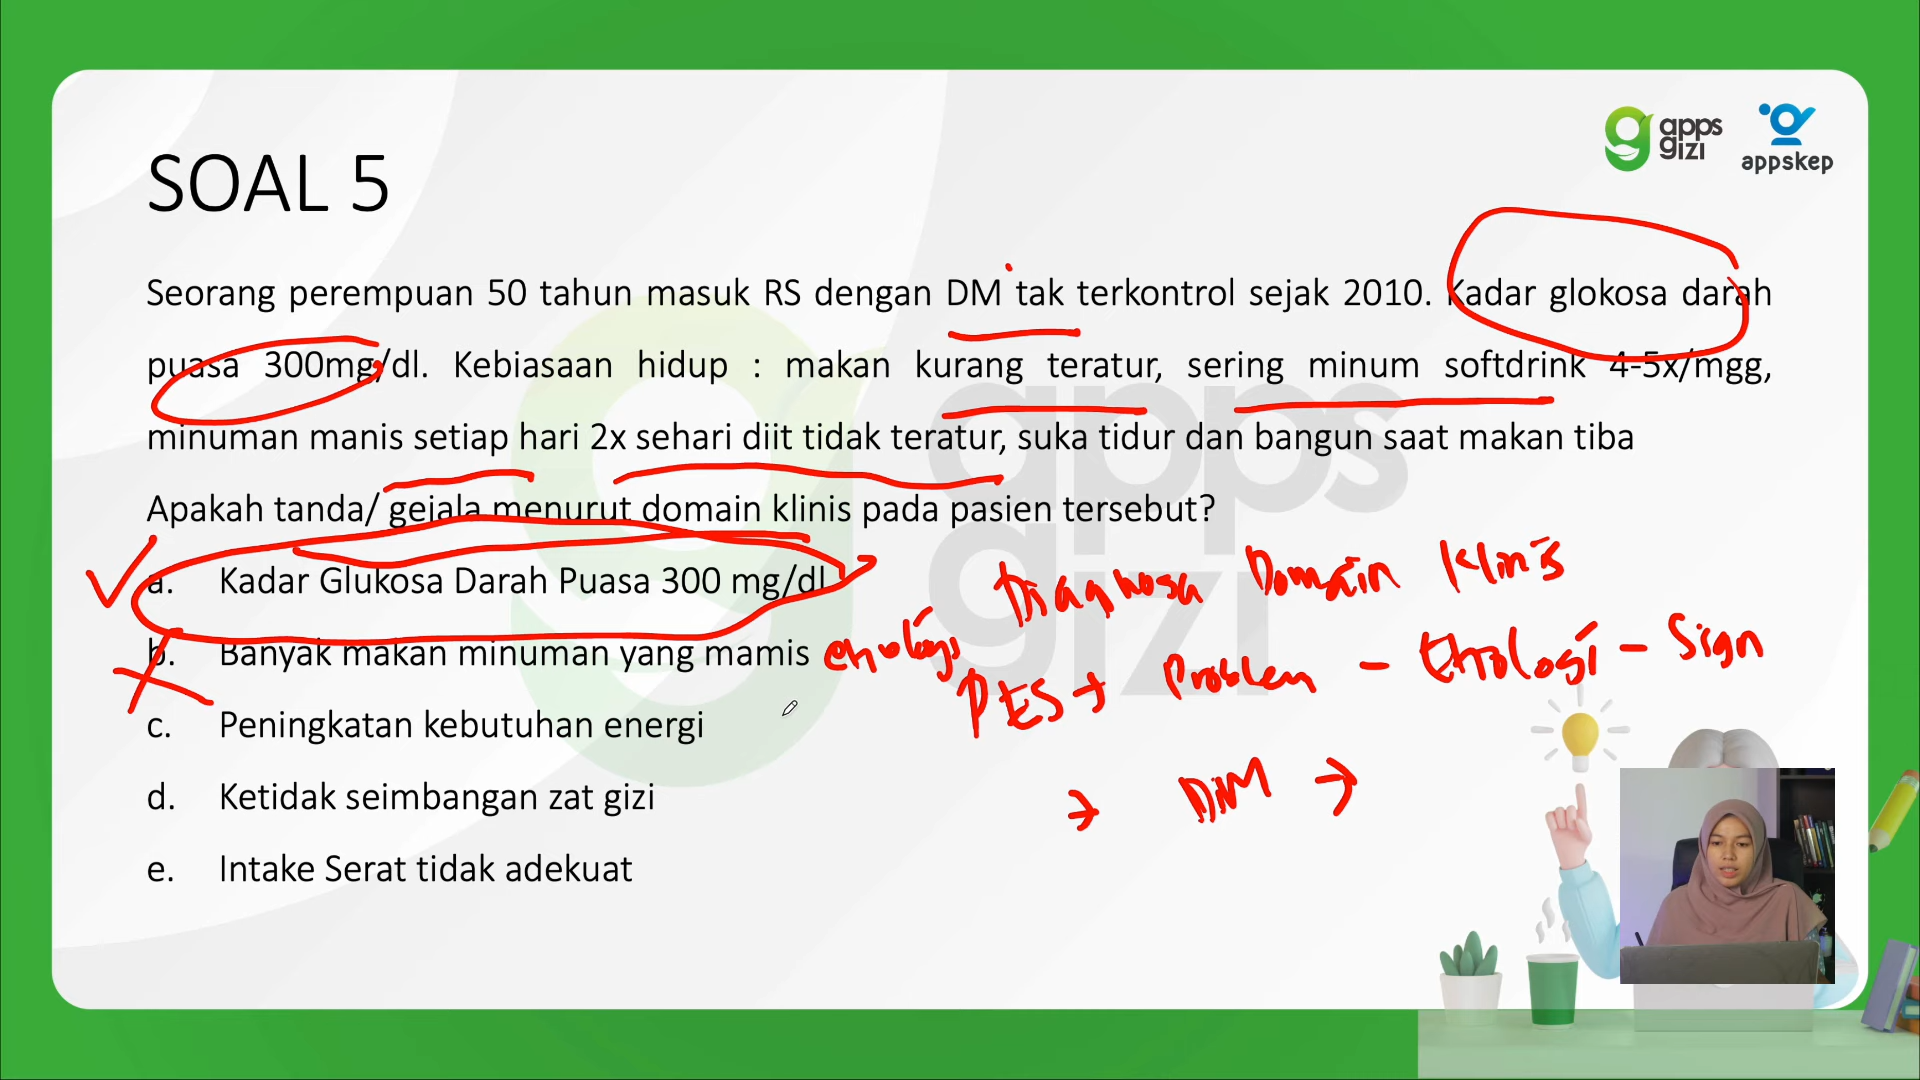 apps
gizi
appskep
SOAL 5
Seorang perempuan 50 tahun masuk RS dengan DM tak terkontrol sejak 2010. Kadar glokosa darah
puasa 300mg/dl. Kebiasaan hidup : makan kurang teratur, sering minum softdrink 4-5x/mgg,
minuman manis setiap hari 2x sehari diit tidak teratur, suka tidur dan bangun saat makan tiba
Apakah tanda/ gejala menurut domain klinis pada pasien tersebut?
a. Kadar Glukosa Darah Puasa 300 mg/dl
b. Banyak makan minuman yang mamis
c. Peningkatan kebutuhan energi
d. Ketidak seimbangan zat gizi
e. Intake Serat tidak adekuat
Diagnosa Domain Klinis
etiologi
PES → Problem - Etiologi - Sign
→ DM →
apps
gizi